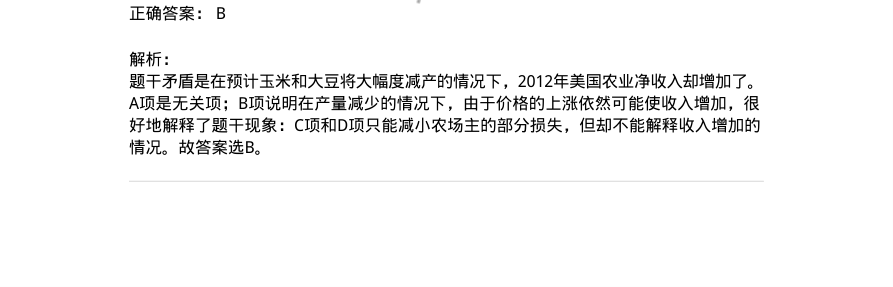 正确答案： B
解析：
题干矛盾是在预计玉米和大豆将大幅度减产的情况下，2012年美国农业净收入却增加了。
A项是无关项；B项说明在产量减少的情况下，由于价格的上涨依然可能使收入增加，很
好地解释了题干现象：C项和D项只能减小农场主的部分损失，但却不能解释收入增加的
情况。故答案选B。